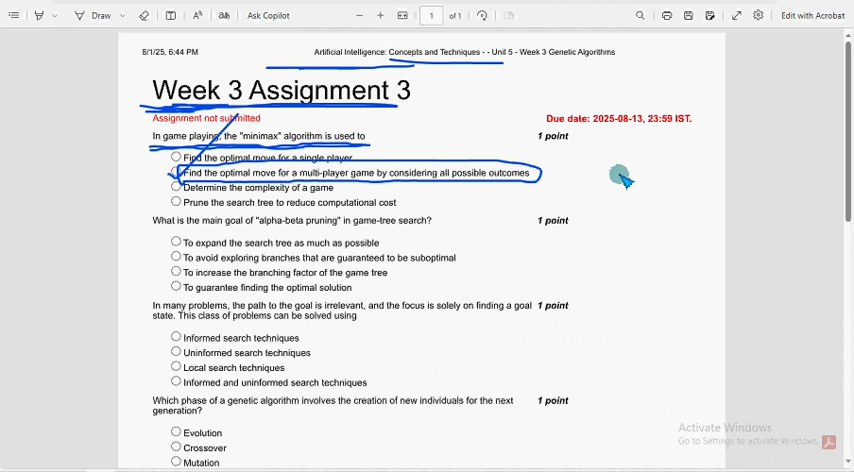 Draw
Ask Copilot
1
of 1
Edit with Acrobat
8/1/25, 6:44 PM
Artificial Intelligence: Concepts and Techniques - - Unit 5 - Week 3 Genetic Algorithms
Week 3 Assignment 3
Assignment not submitted
Due date: 2025-08-13, 23:59 IST.
In game playing, the "minimax" algorithm is used to
1 point
Find the optimal move for a single player
Find the optimal move for a multi-player game by considering all possible outcomes
Determine the complexity of a game
Prune the search tree to reduce computational cost
What is the main goal of "alpha-beta pruning" in game-tree search?
1 point
To expand the search tree as much as possible
To avoid exploring branches that are guaranteed to be suboptimal
To increase the branching factor of the game tree
To guarantee finding the optimal solution
In many problems, the path to the goal is irrelevant, and the focus is solely on finding a goal
1 point
state. This class of problems can be solved using
Informed search techniques
Uninformed search techniques
Local search techniques
Informed and uninformed search techniques
Which phase of a genetic algorithm involves the creation of new individuals for the next
1 point
generation?
Evolution
Crossover
Mutation
Activate Windows
Go to Settings to activate Windows.